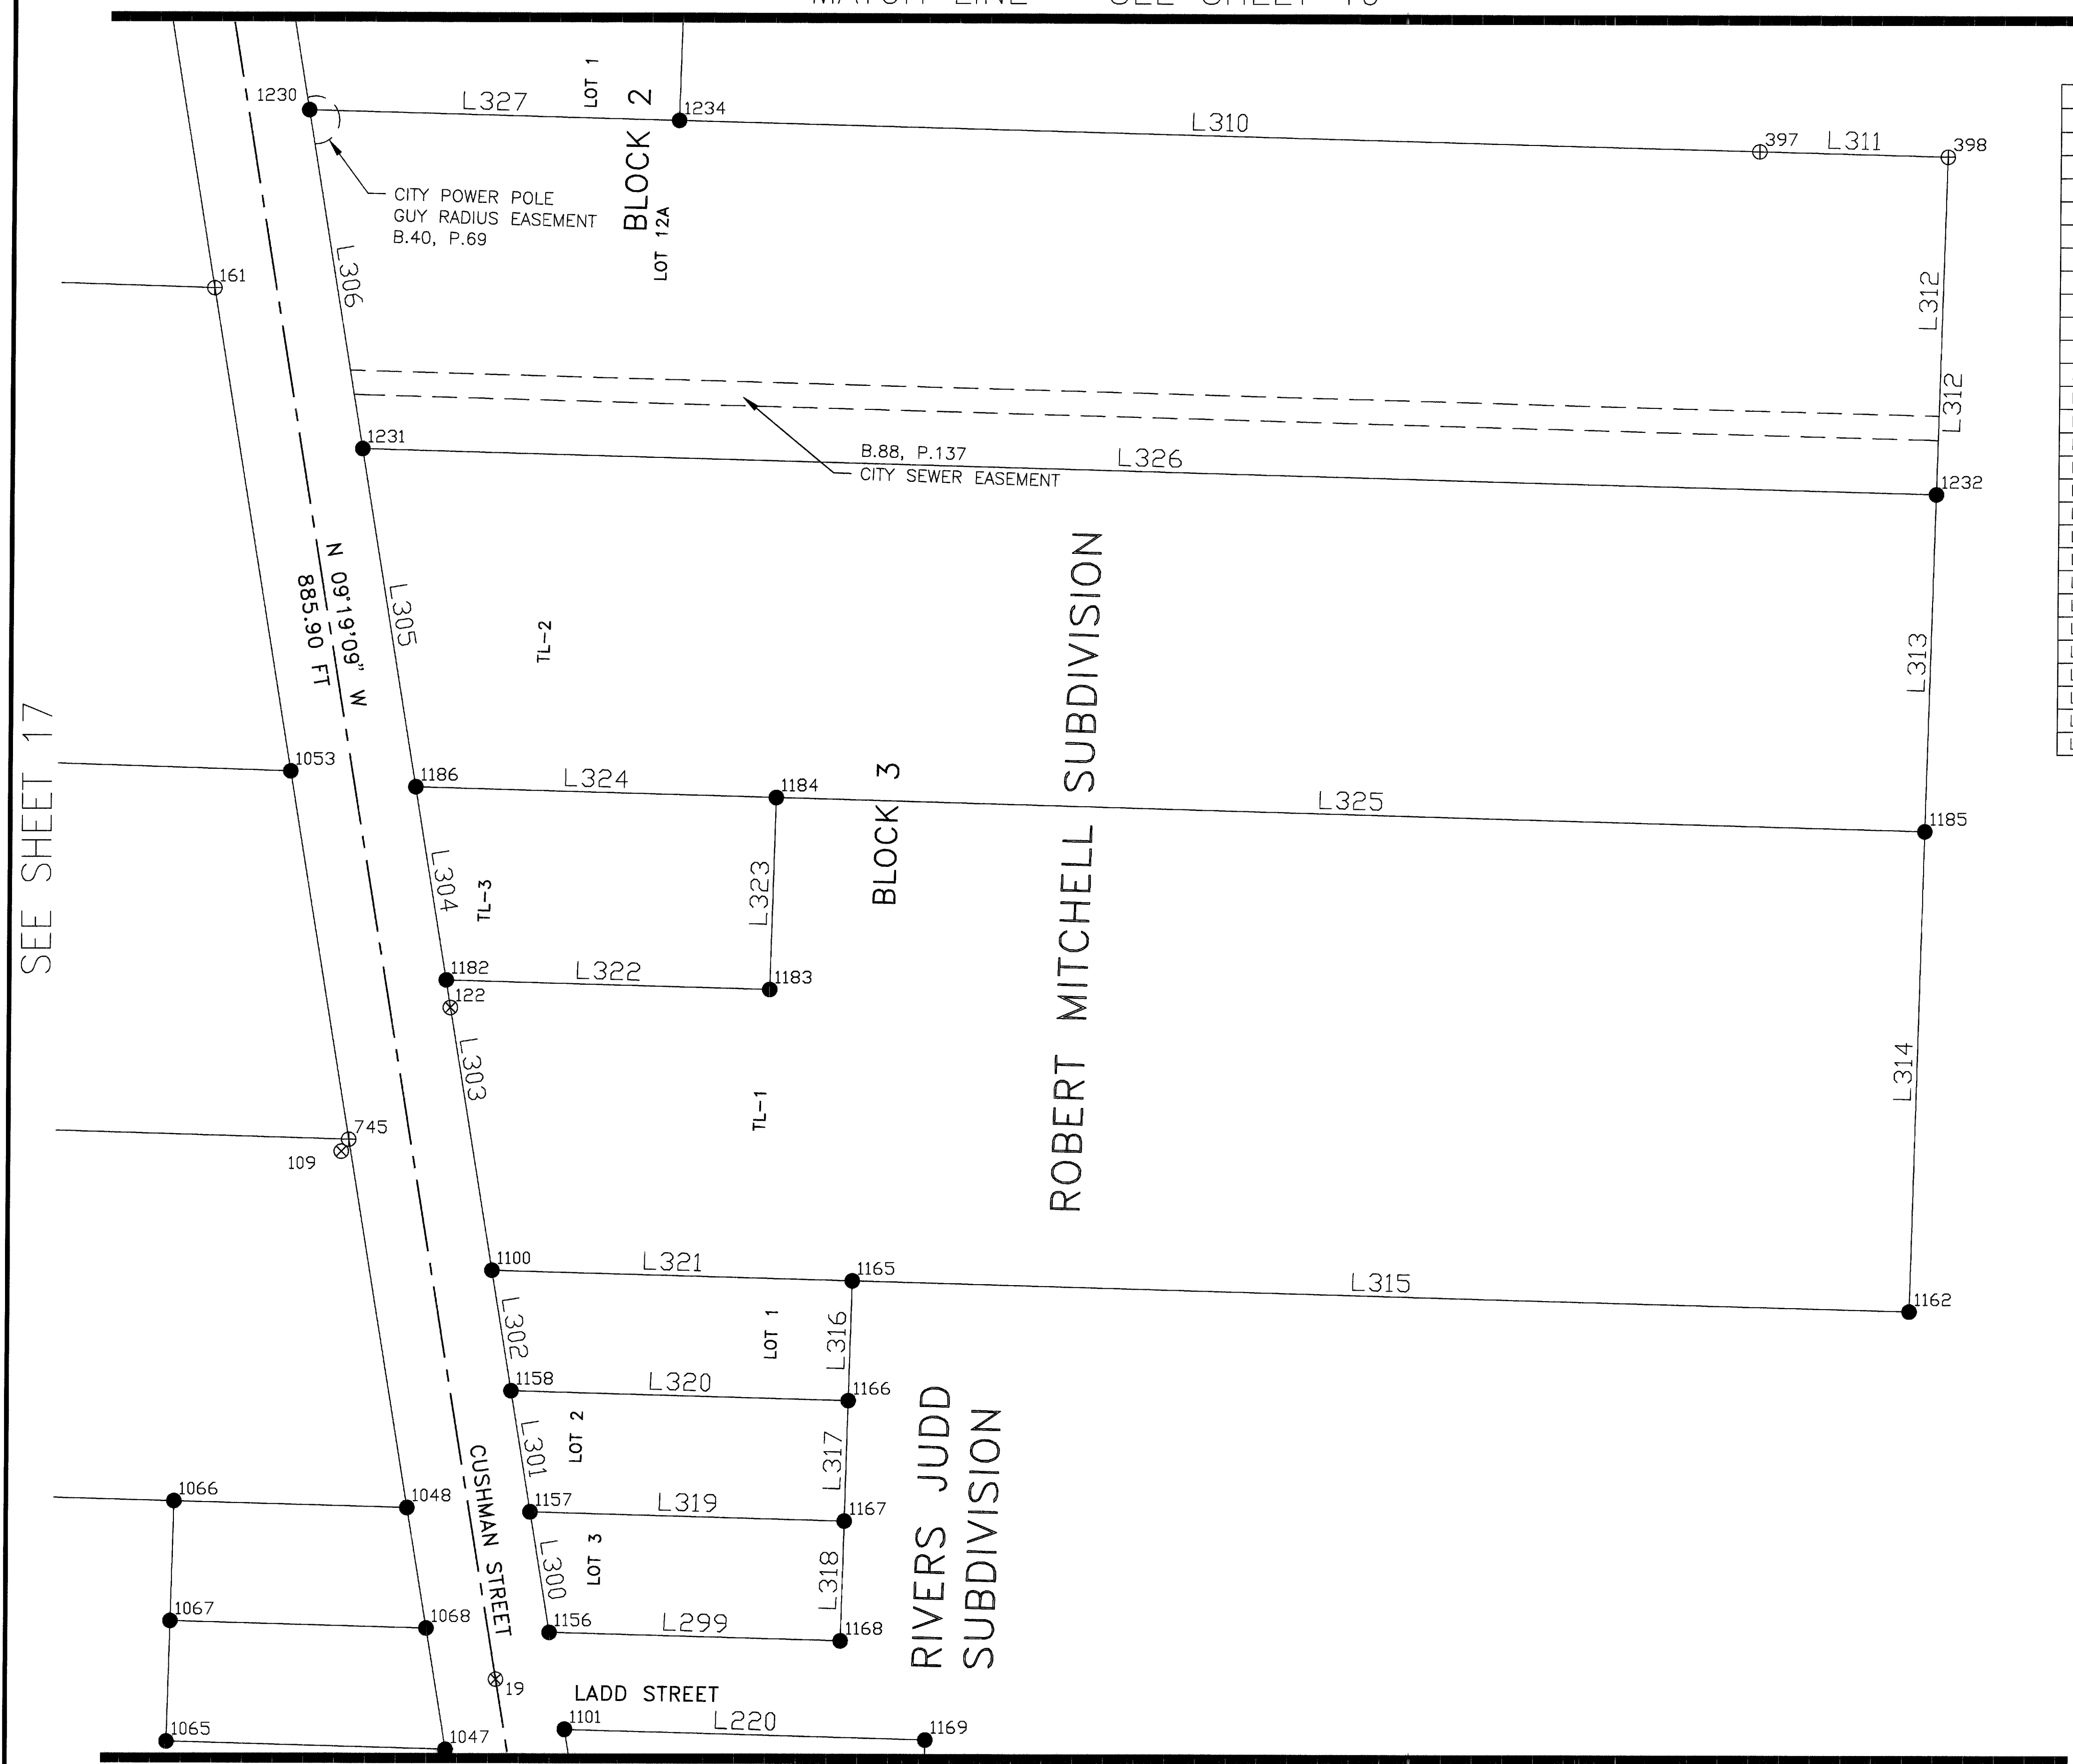 1230
L327
LOT 1
BLOCK 2
1234
L310
397
L311
398
CITY POWER POLE
GUY RADIUS EASEMENT
B.40, P.69
LOT 12A
161
L306
L312
L312
1231
B.88, P.137
L326
CITY SEWER EASEMENT
1232
N 09°19'09" W
885.90 FT
L305
TL-2
ROBERT MITCHELL SUBDIVISION
L313
SEE SHEET 17
1053
1186
L324
1184
BLOCK 3
L325
1185
L304
TL-3
L323
1182
L322
1183
122
L303
TL-1
L314
745
109
1100
L321
1165
L315
1162
L302
LOT 1
L316
1158
L320
1166
L301
LOT 2
L317
RIVERS JUDD
SUBDIVISION
CUSHMAN STREET
1066
1048
1157
L319
1167
L300
LOT 3
L318
1067
1068
1156
L299
1168
19
LADD STREET
1065
1047
1101
L220
1169